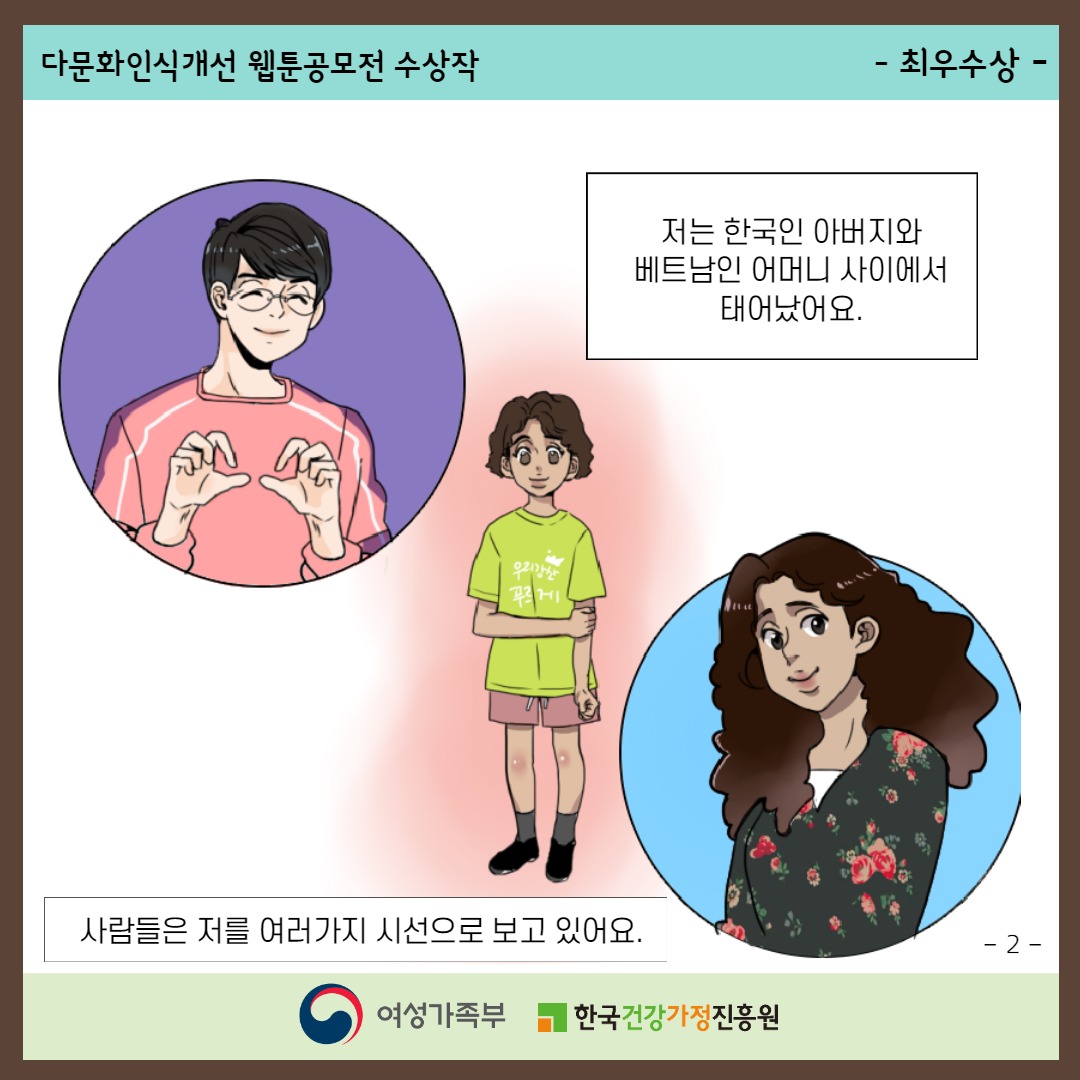 다문화인식개선 웹툰공모전 수상작
- 최우수상 -
저는 한국인 아버지와
베트남인 어머니 사이에서
태어났어요.
우리강산
푸르게!
사람들은 저를 여러가지 시선으로 보고 있어요.
- 2 -
여성가족부
한국건강가정진흥원